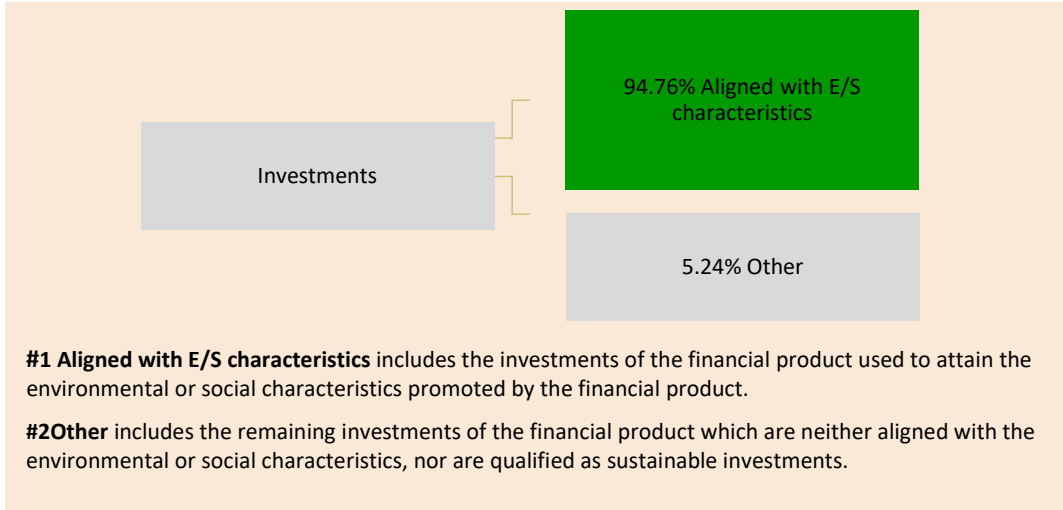 94.76% Aligned with E/S
characteristics
Investments
5.24% Other
#1 Aligned with E/S characteristics includes the investments of the financial product used to attain the
environmental or social characteristics promoted by the financial product.
#2Other includes the remaining investments of the financial product which are neither aligned with the
environmental or social characteristics, nor are qualified as sustainable investments.